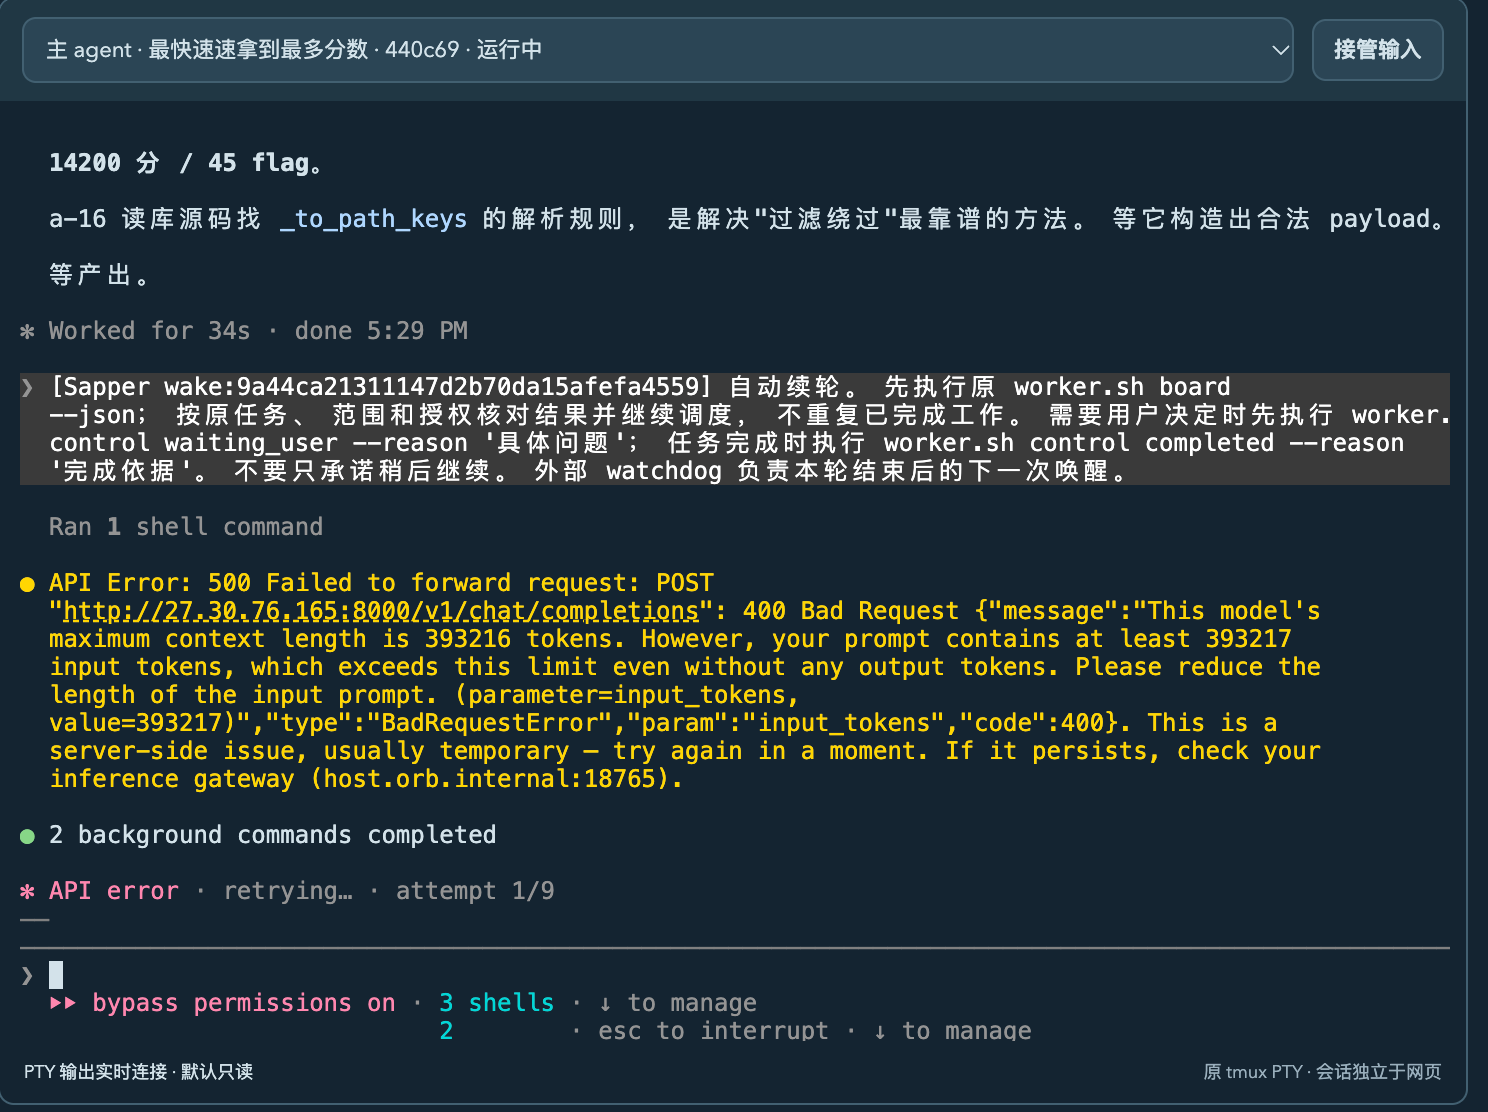 主 agent · 最快速速拿到最多分数 · 440c69 · 运行中
接管输入
14200 分 / 45 flag。
a-16 读库源码找 _to_path_keys 的解析规则, 是解决"过滤绕过"最靠谱的方法。 等它构造出合法 payload。
等产出。
✻ Worked for 34s · done 5:29 PM
❯ [Sapper wake:9a44ca21311147d2b70da15afefa4559] 自动续轮。 先执行原 worker.sh board
--json; 按原任务、 范围和授权核对结果并继续调度, 不重复已完成工作。 需要用户决定时先执行 worker.
control waiting_user --reason '具体问题'; 任务完成时执行 worker.sh control completed --reason
'完成依据'。 不要只承诺稍后继续。 外部 watchdog 负责本轮结束后的下一次唤醒。
Ran 1 shell command
● API Error: 500 Failed to forward request: POST
"http://27.30.76.165:8000/v1/chat/completions": 400 Bad Request {"message":"This model's
maximum context length is 393216 tokens. However, your prompt contains at least 393217
input tokens, which exceeds this limit even without any output tokens. Please reduce the
length of the input prompt. (parameter=input_tokens,
value=393217)","type":"BadRequestError","param":"input_tokens","code":400}. This is a
server-side issue, usually temporary — try again in a moment. If it persists, check your
inference gateway (host.orb.internal:18765).
● 2 background commands completed
✻ API error · retrying… · attempt 1/9
❯
⏵⏵ bypass permissions on · 3 shells · ↓ to manage
2 · esc to interrupt · ↓ to manage
PTY 输出实时连接 · 默认只读
原 tmux PTY · 会话独立于网页